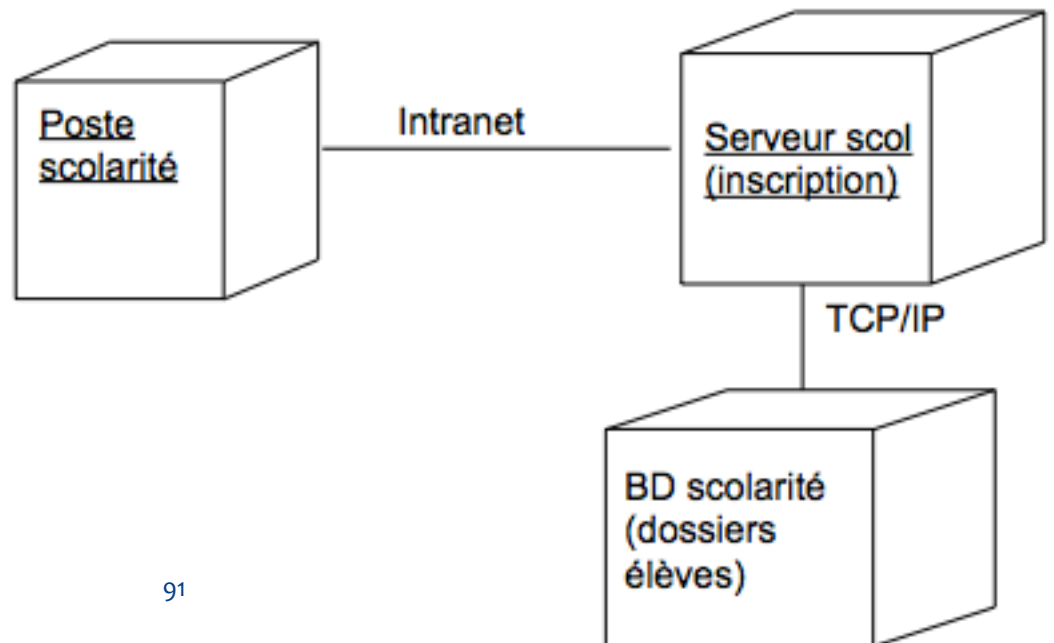 Poste
scolarité
Intranet
Serveur scol
(inscription)
TCP/IP
BD scolarité
(dossiers
élèves)
91